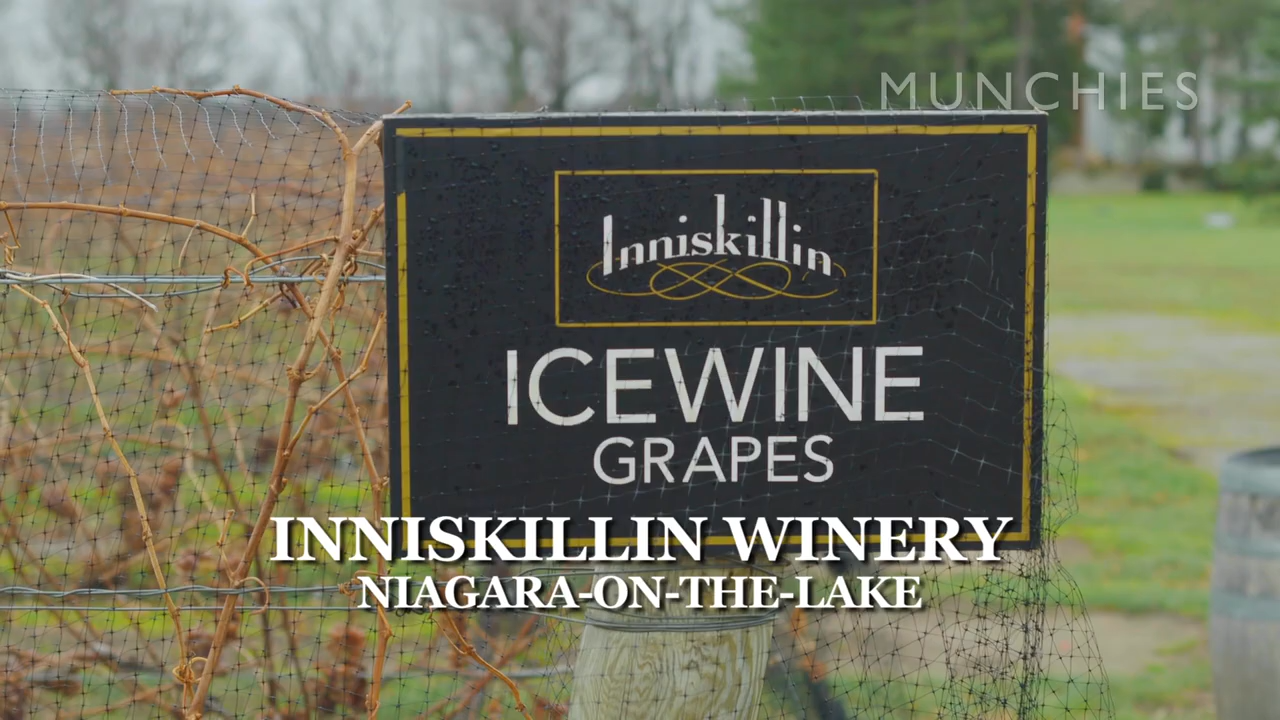 MUNCHIES
Inniskillin
ICEWINE
GRAPES
INNISKILLIN WINERY
NIAGARA-ON-THE-LAKE